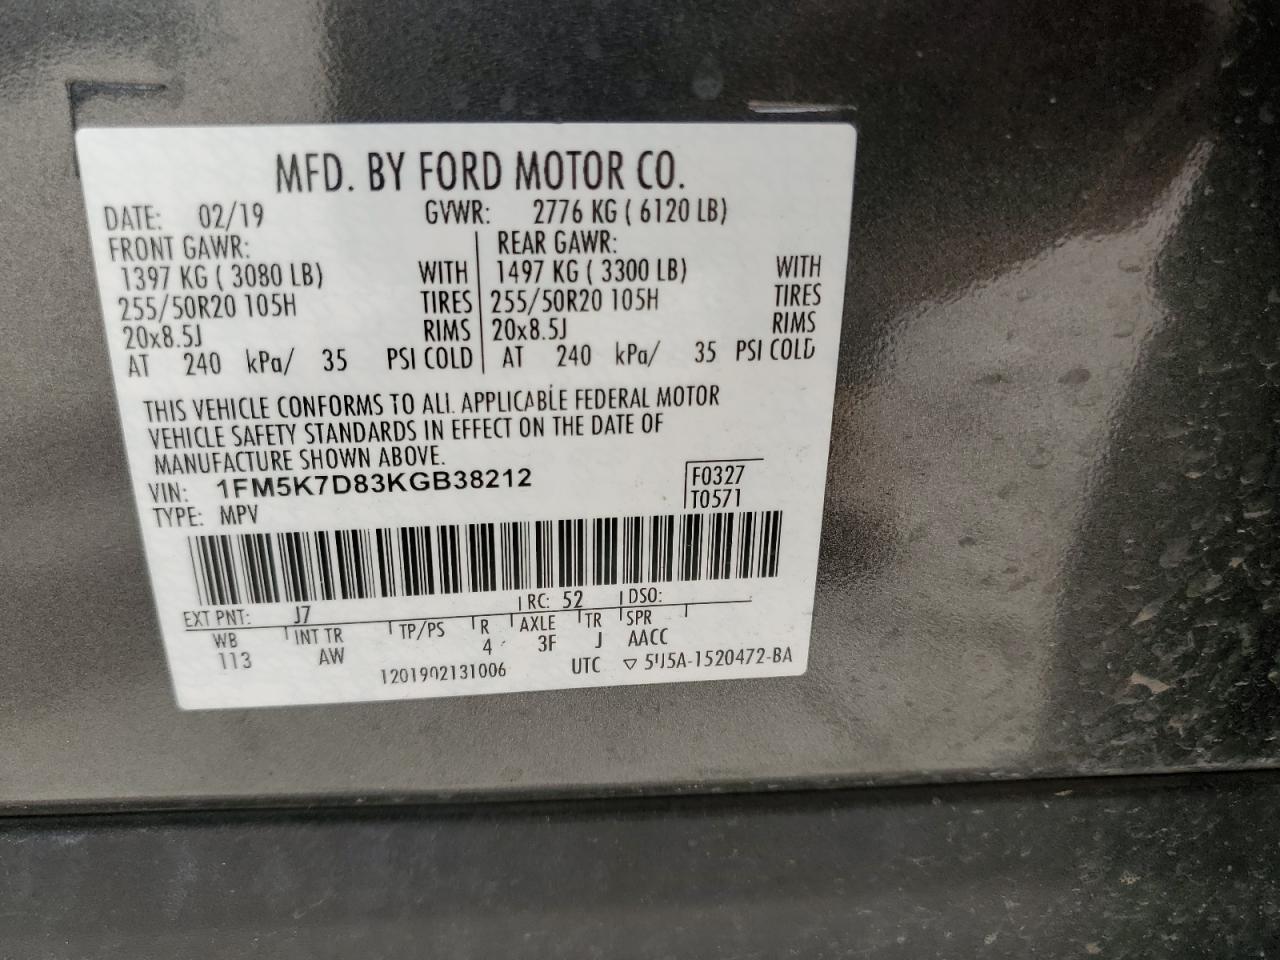 MFD. BY FORD MOTOR CO.
DATE: 02/19 GVWR: 2776 KG ( 6120 LB)
FRONT GAWR: REAR GAWR:
1397 KG ( 3080 LB) WITH 1497 KG ( 3300 LB) WITH
255/50R20 105H TIRES 255/50R20 105H TIRES
20x8.5J RIMS 20x8.5J RIMS
AT 240 kPa/ 35 PSI COLD AT 240 kPa/ 35 PSI COLD
THIS VEHICLE CONFORMS TO ALL APPLICABLE FEDERAL MOTOR
VEHICLE SAFETY STANDARDS IN EFFECT ON THE DATE OF
MANUFACTURE SHOWN ABOVE.
VIN: 1FM5K7D83KGB38212 F0327
TYPE: MPV T0571
EXT PNT: J7 RC: 52 DSO:
WB INT TR TP/PS R AXLE TR SPR
113 AW 4 3F J AACC
1201902131006 UTC ▽ 5U5A-1520472-BA